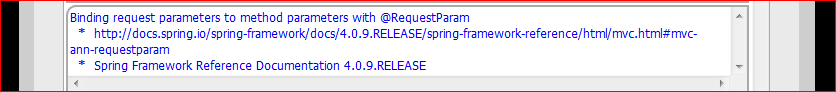 Binding request parameters to method parameters with @RequestParam
* http://docs.spring.io/spring-framework/docs/4.0.9.RELEASE/spring-framework-reference/html/mvc.html#mvc-
ann-requestparam
* Spring Framework Reference Documentation 4.0.9.RELEASE